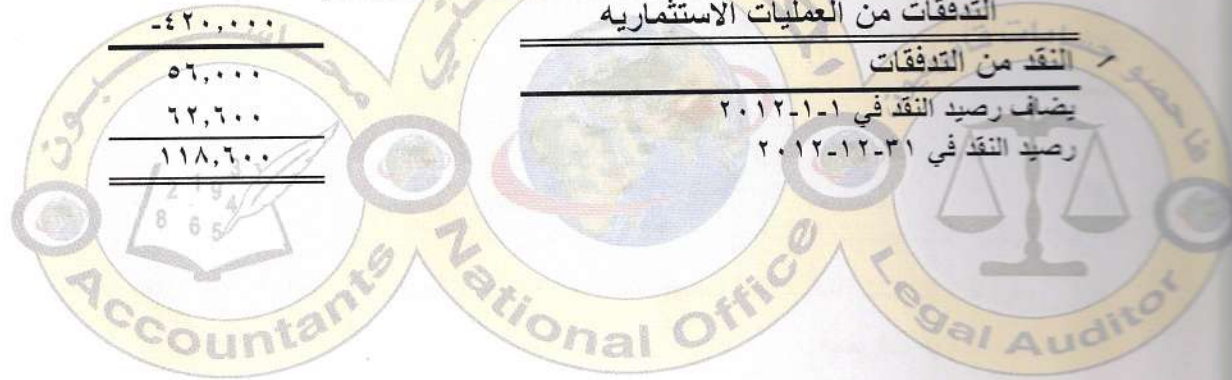 التدفقات من العمليات الاستثماريه -٤٢٠,٠٠٠
النقد من التدفقات ٥٦,٠٠٠
يضاف رصيد النقد في ١-١-٢٠١٢ ٦٢,٦٠٠
رصيد النقد في ٣١-١٢-٢٠١٢ ١١٨,٦٠٠
محاسبون
Accountants
National Office
Legal Auditor